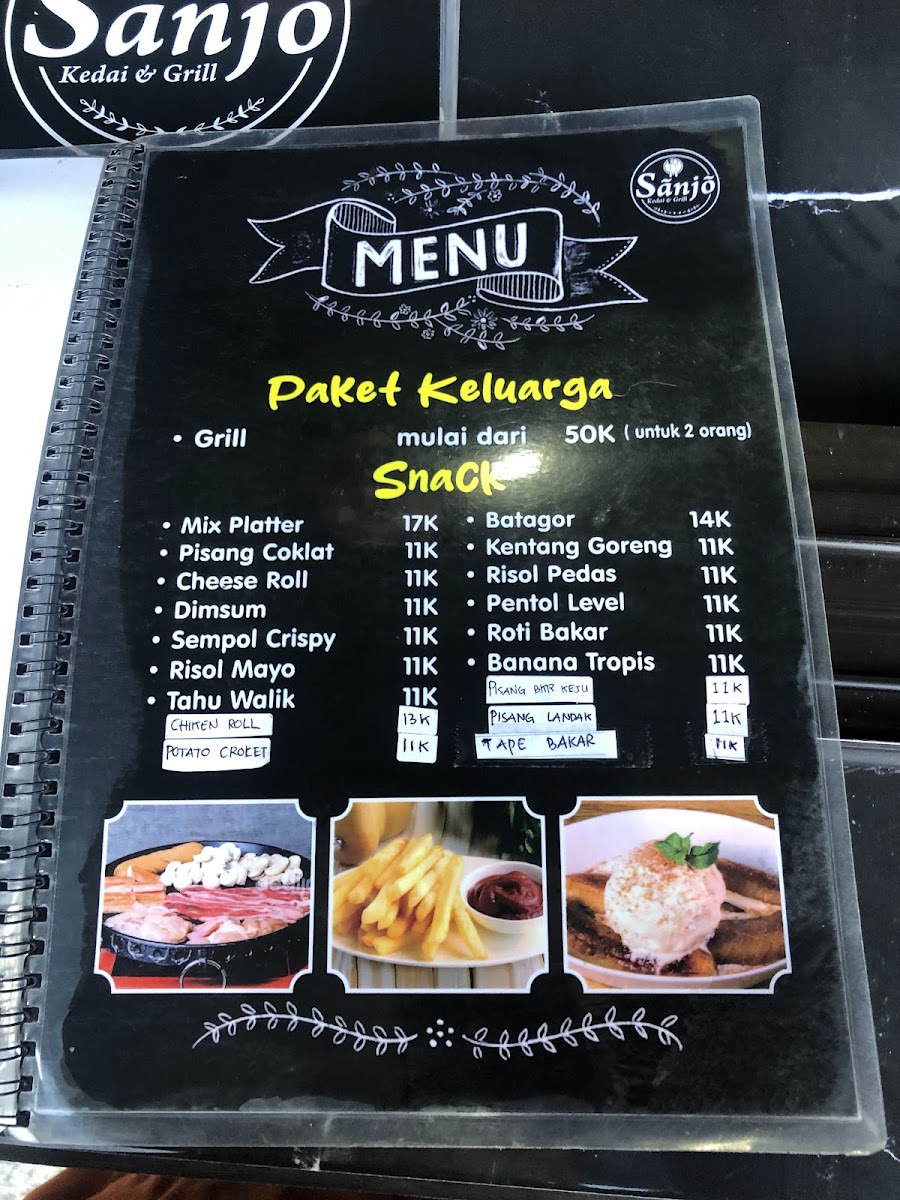 Sãnjõ
Kedai & Grill
Sãnjõ
Kedai & Grill
MENU
Paket Keluarga
• Grill mulai dari 50K ( untuk 2 orang)
Snack
• Mix Platter 17K
• Pisang Coklat 11K
• Cheese Roll 11K
• Dimsum 11K
• Sempol Crispy 11K
• Risol Mayo 11K
• Tahu Walik 11K
CHIKEN ROLL 13K
POTATO CROKET 11K
• Batagor 14K
• Kentang Goreng 11K
• Risol Pedas 11K
• Pentol Level 11K
• Roti Bakar 11K
• Banana Tropis 11K
PISANG BKR KEJU 11K
PISANG LANDAK 11K
TAPE BAKAR 11K